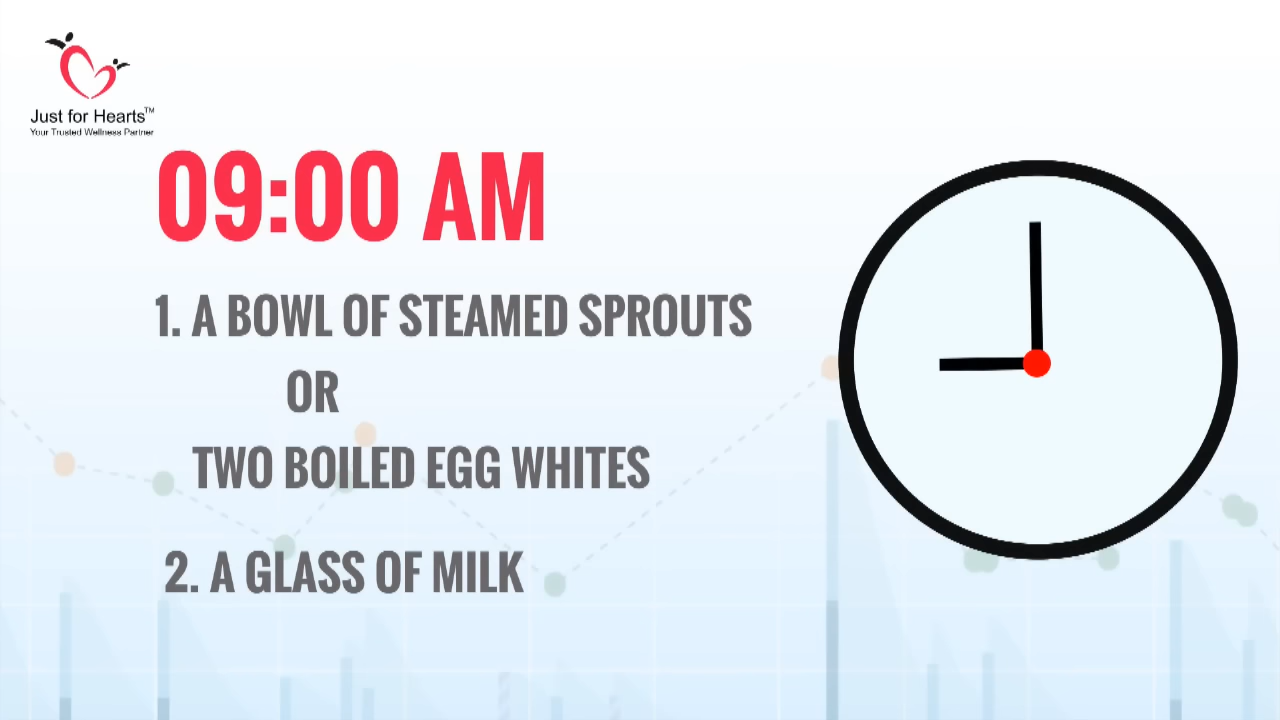 Just for Hearts™
Your Trusted Wellness Partner
09:00 AM
1. A BOWL OF STEAMED SPROUTS
OR
TWO BOILED EGG WHITES
2. A GLASS OF MILK